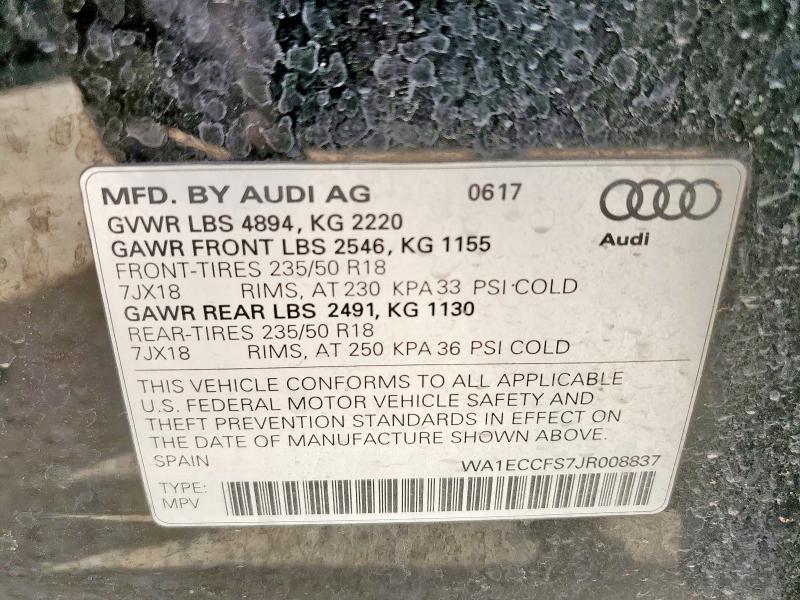 MFD. BY AUDI AG 0617
GVWR LBS 4894, KG 2220
GAWR FRONT LBS 2546, KG 1155
Audi
FRONT-TIRES 235/50 R18
7JX18 RIMS, AT 230 KPA 33 PSI COLD
GAWR REAR LBS 2491, KG 1130
REAR-TIRES 235/50 R18
7JX18 RIMS, AT 250 KPA 36 PSI COLD
THIS VEHICLE CONFORMS TO ALL APPLICABLE
U.S. FEDERAL MOTOR VEHICLE SAFETY AND
THEFT PREVENTION STANDARDS IN EFFECT ON
THE DATE OF MANUFACTURE SHOWN ABOVE.
SPAIN WA1ECCFS7JR008837
TYPE:
MPV